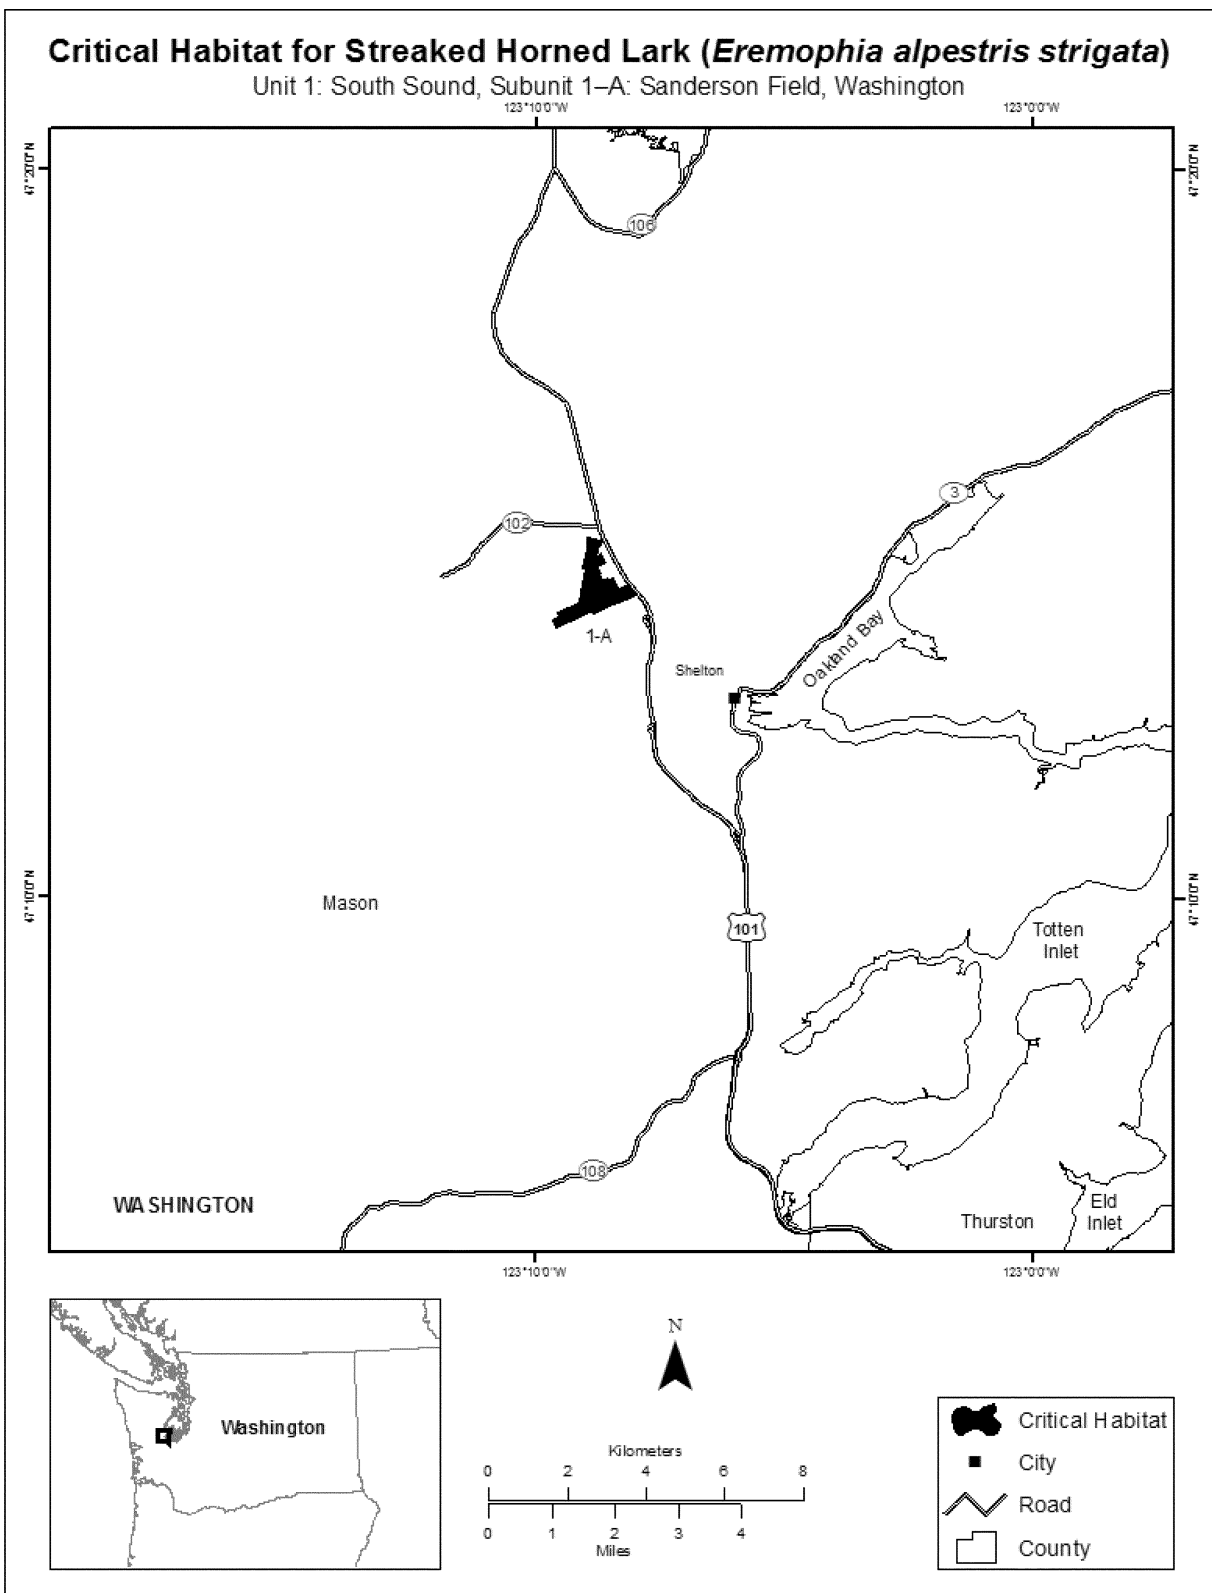 Critical Habitat for Streaked Horned Lark (Eremophia alpestris strigata)
Unit 1: South Sound, Subunit 1–A: Sanderson Field, Washington
123°10'0"W
123°0'0"W
47°20'0"N
47°20'0"N
106
3
102
1-A
Oakland Bay
Shelton
47°10'0"N
47°10'0"N
Mason
101
Totten
Inlet
108
WASHINGTON
Eld
Inlet
Thurston
123°10'0"W
123°0'0"W
Washington
N
Kilometers
0 2 4 6 8
0 1 2 3 4
Miles
Critical Habitat
City
Road
County